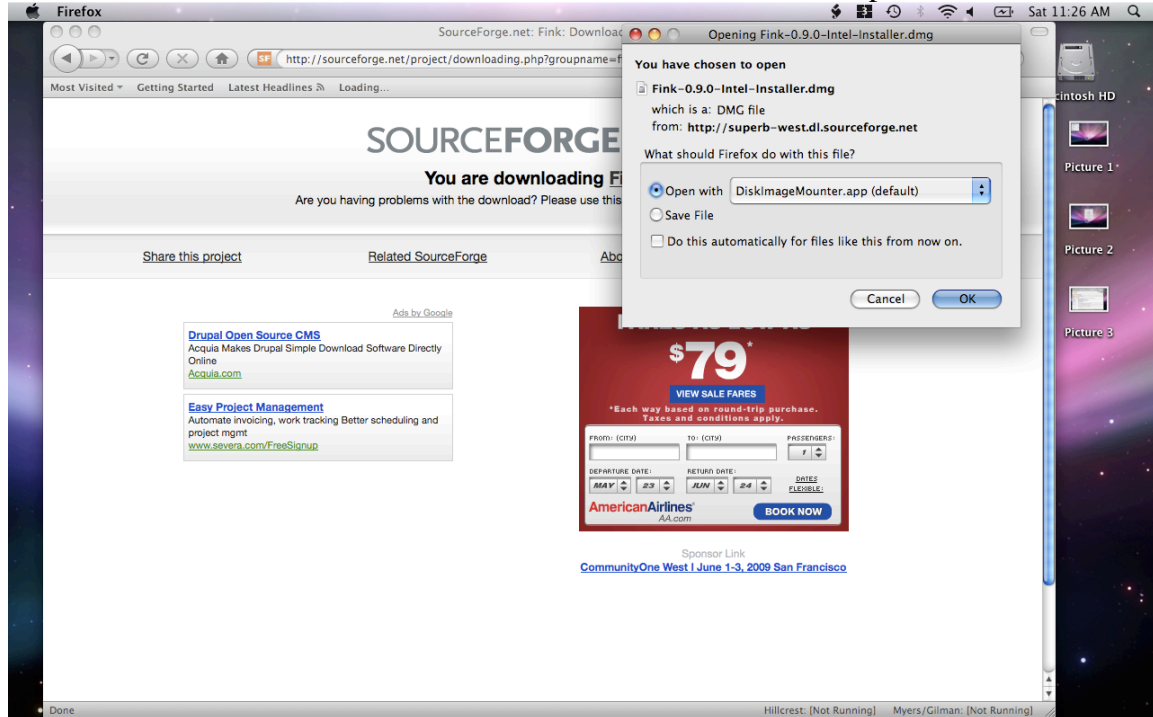 Firefox
Sat 11:26 AM
SourceForge.net: Fink: Download
http://sourceforge.net/project/downloading.php?groupname=f
Most Visited
Getting Started
Latest Headlines
Loading...
SOURCEFORGE
You are downloading
Are you having problems with the download? Please use this
Share this project
Related SourceForge
Ads by Google
Drupal Open Source CMS
Acquia Makes Drupal Simple Download Software Directly
Online
Acquia.com
Easy Project Management
Automate invoicing, work tracking Better scheduling and
project mgmt
www.severa.com/FreeSignup
Opening Fink-0.9.0-Intel-Installer.dmg
You have chosen to open
Fink-0.9.0-Intel-Installer.dmg
which is a: DMG file
from: http://superb-west.dl.sourceforge.net
What should Firefox do with this file?
Open with
DiskImageMounter.app (default)
Save File
Do this automatically for files like this from now on.
Cancel
OK
$79*
VIEW SALE FARES
*Each way based on round-trip purchase.
Taxes and conditions apply.
FROM: (CITY)
TO: (CITY)
PASSENGERS:
1
DEPARTURE DATE:
RETURN DATE:
MAY 23
JUN 24
DATES
FLEXIBLE:
AmericanAirlines
AA.com
BOOK NOW
Sponsor Link
CommunityOne West | June 1-3, 2009 San Francisco
cintosh HD
Picture 1
Picture 2
Picture 3
Done
Hillcrest: [Not Running]
Myers/Gilman: [Not Running]